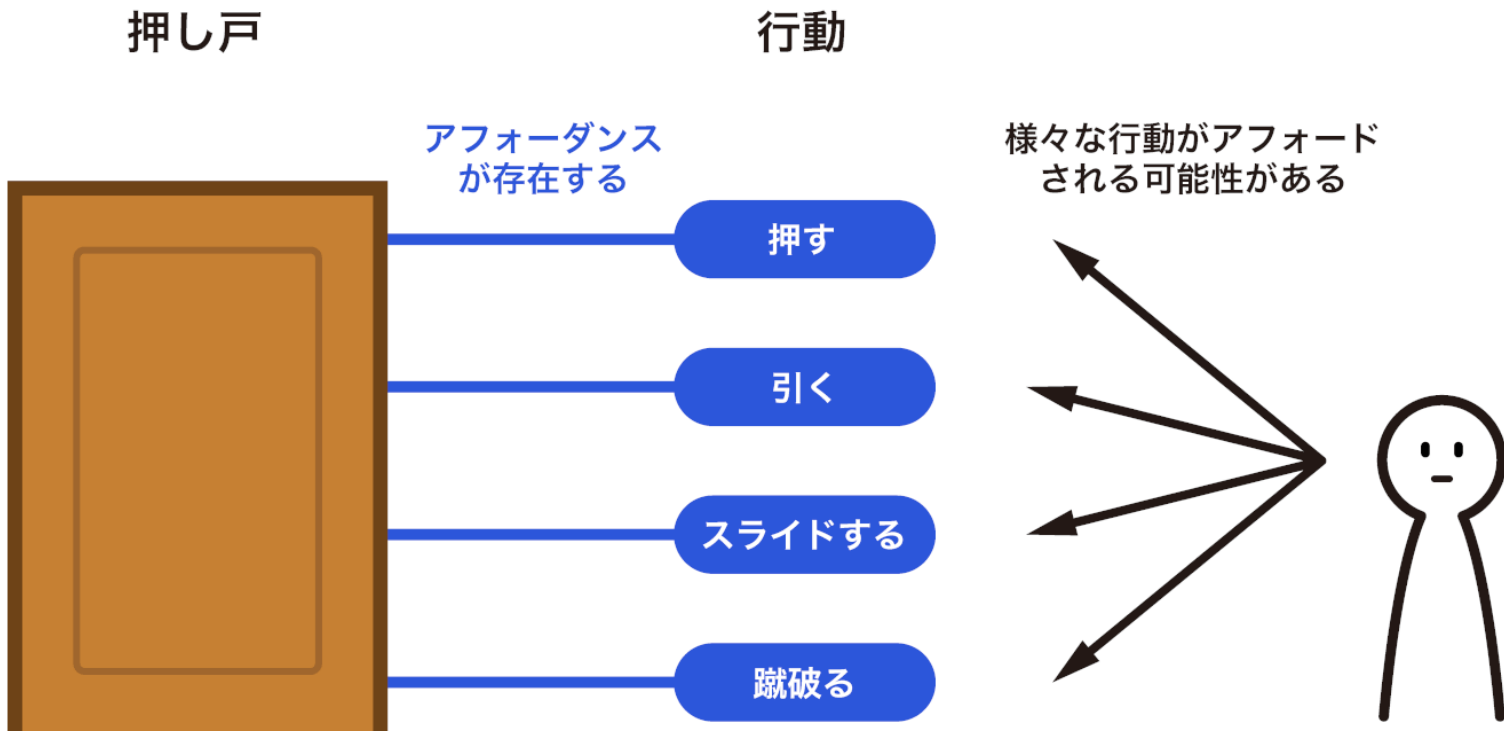 押し戸
行動
アフォーダンス
が存在する
様々な行動がアフォード
される可能性がある
押す
引く
スライドする
蹴破る